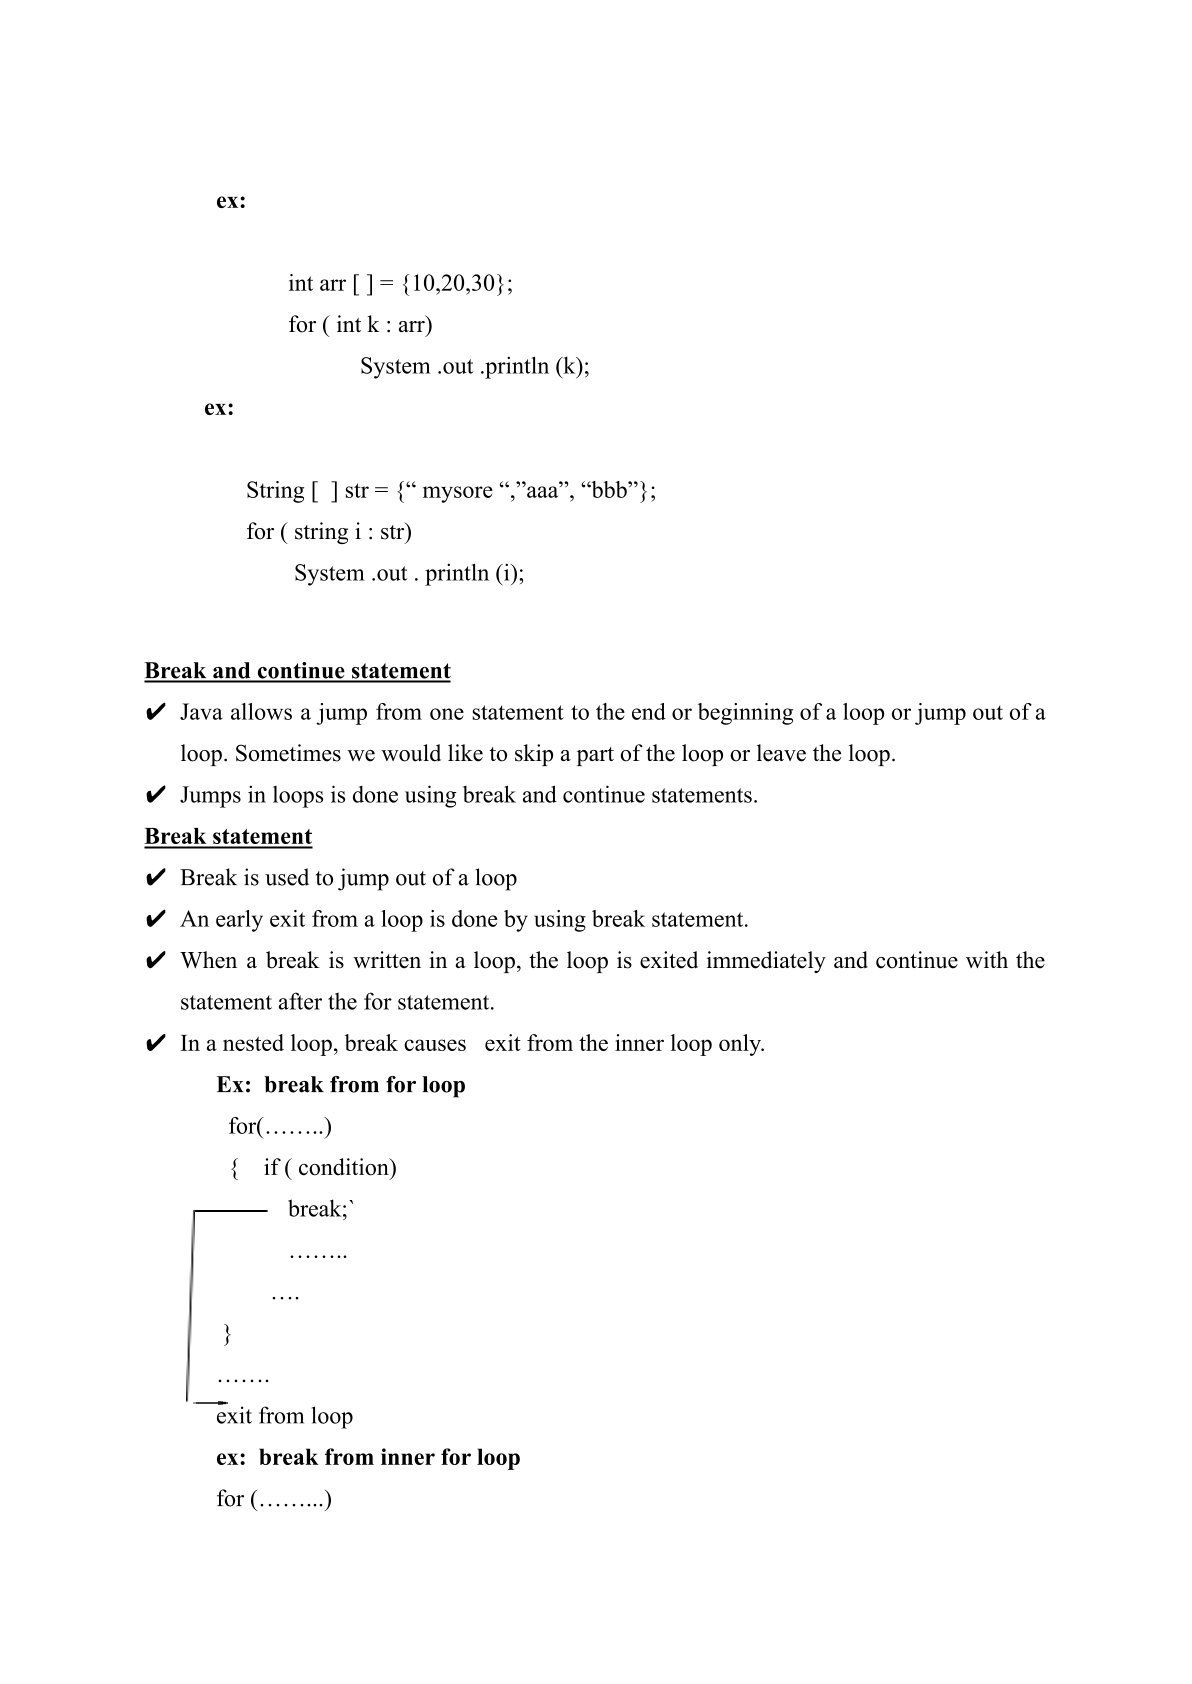 ex:
int arr [ ] = {10,20,30};
for ( int k : arr)
System .out .println (k);
ex:
String [  ] str = {“ mysore “,”aaa”, “bbb”};
for ( string i : str)
System .out . println (i);
Break and continue statement
✔ Java allows a jump from one statement to the end or beginning of a loop or jump out of a
loop. Sometimes we would like to skip a part of the loop or leave the loop.
✔ Jumps in loops is done using break and continue statements.
Break statement
✔ Break is used to jump out of a loop
✔ An early exit from a loop is done by using break statement.
✔ When a break is written in a loop, the loop is exited immediately and continue with the
statement after the for statement.
✔ In a nested loop, break causes   exit from the inner loop only.
Ex:  break from for loop
for(……..)
{    if ( condition)
break;`
……..
….
}
…….
exit from loop
ex:  break from inner for loop
for (……...)